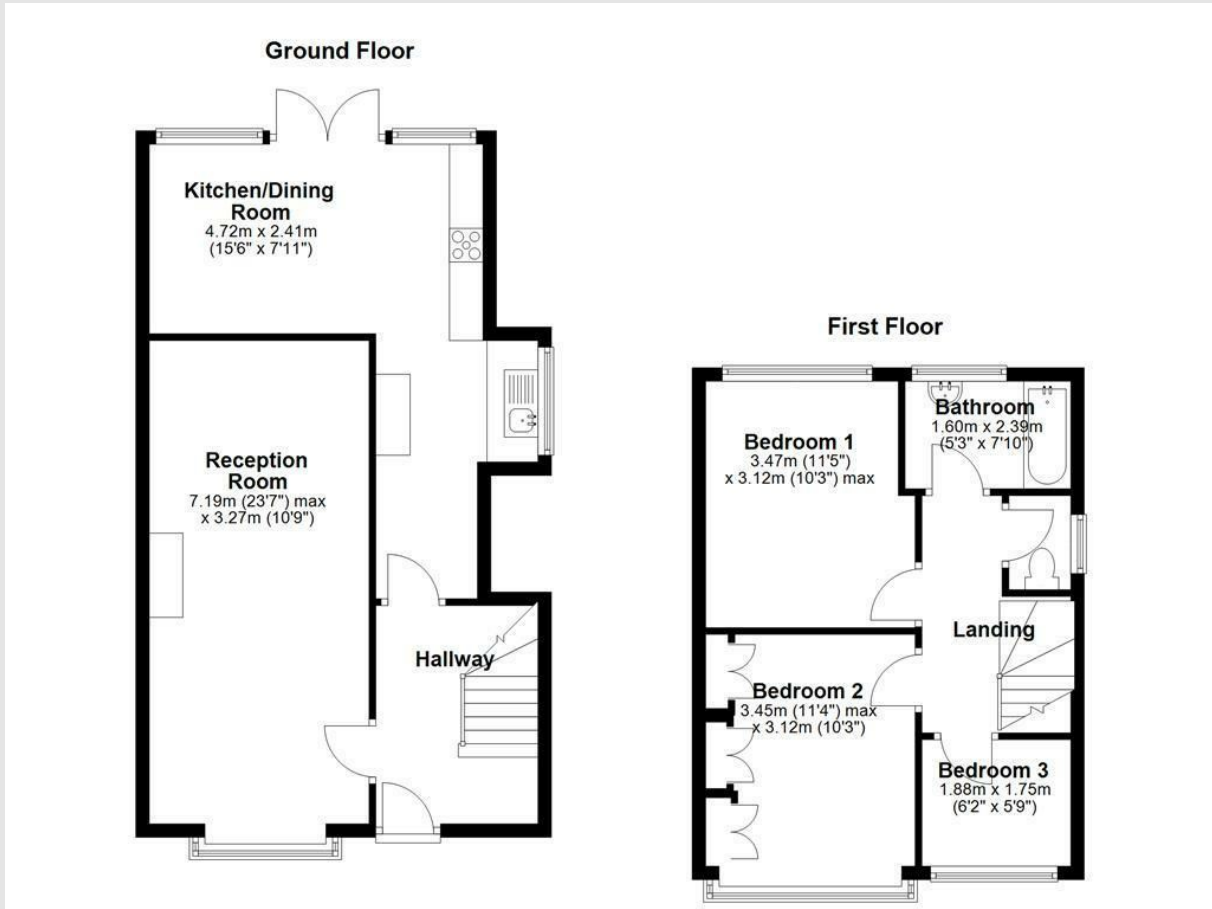 Ground Floor
Kitchen/Dining
Room
4.72m x 2.41m
(15'6" x 7'11")
Reception
Room
7.19m (23'7") max
x 3.27m (10'9")
Hallway
First Floor
Bathroom
1.60m x 2.39m
(5'3" x 7'10")
Bedroom 1
3.47m (11'5")
x 3.12m (10'3") max
Landing
Bedroom 2
3.45m (11'4") max
x 3.12m (10'3")
Bedroom 3
1.88m x 1.75m
(6'2" x 5'9")